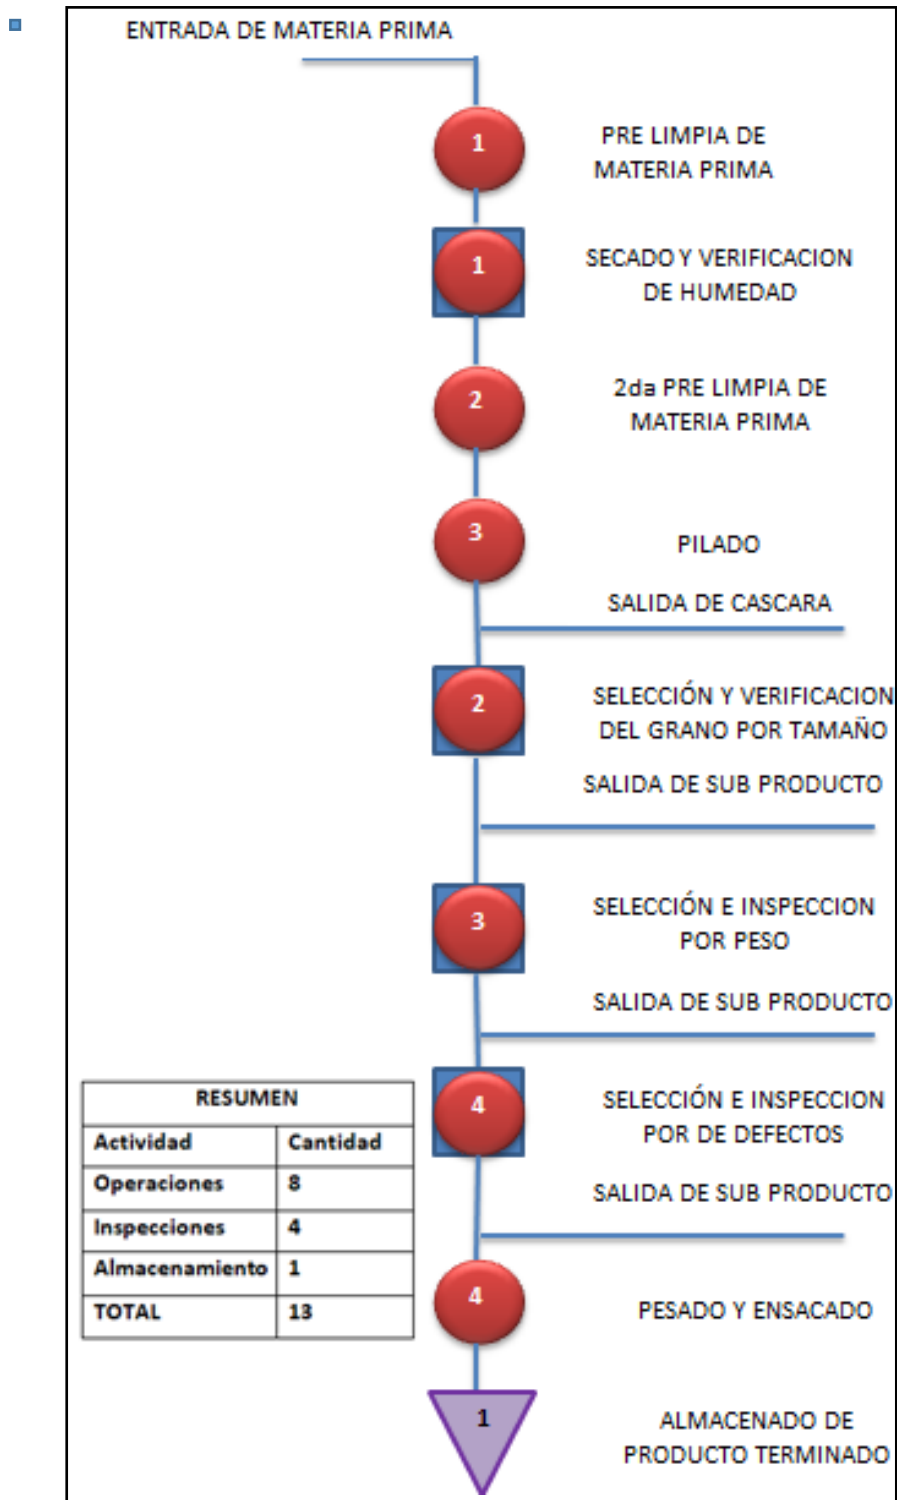 ENTRADA DE MATERIA PRIMA
1
PRE LIMPIA DE
MATERIA PRIMA
1
SECADO Y VERIFICACION
DE HUMEDAD
2
2da PRE LIMPIA DE
MATERIA PRIMA
3
PILADO
SALIDA DE CASCARA
2
SELECCIÓN Y VERIFICACION
DEL GRANO POR TAMAÑO
SALIDA DE SUB PRODUCTO
3
SELECCIÓN E INSPECCION
POR PESO
SALIDA DE SUB PRODUCTO
4
SELECCIÓN E INSPECCION
POR DE DEFECTOS
SALIDA DE SUB PRODUCTO
RESUMEN
Actividad Cantidad
Operaciones 8
Inspecciones 4
Almacenamiento 1
TOTAL 13
4
PESADO Y ENSACADO
1
ALMACENADO DE
PRODUCTO TERMINADO